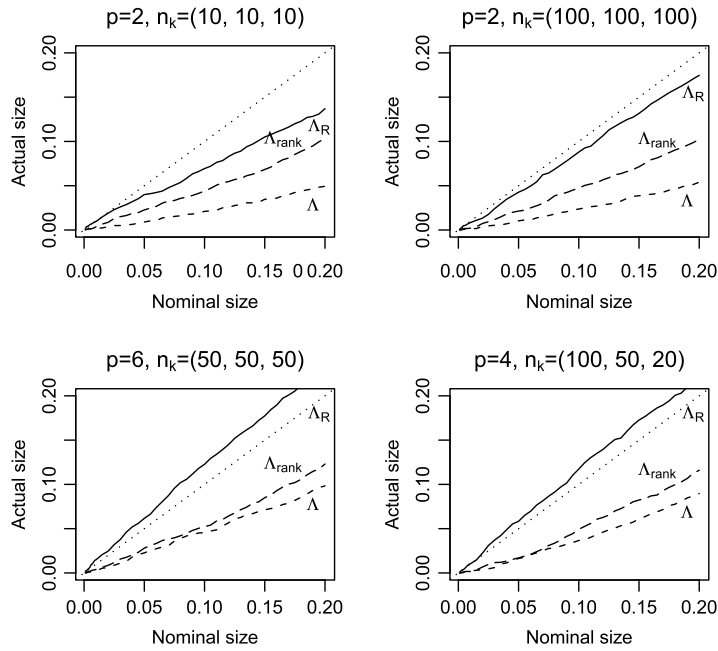 p=2, nₖ=(10, 10, 10)
Actual size
0.00 0.10 0.20
Λ_R
Λ_rank
Λ
0.00 0.05 0.10 0.15 0 0.20
Nominal size
p=2, nₖ=(100, 100, 100)
Actual size
0.00 0.10 0.20
Λ_R
Λ_rank
Λ
0.00 0.05 0.10 0.15 0.20
Nominal size
p=6, nₖ=(50, 50, 50)
Actual size
0.00 0.10 0.20
Λ_R
Λ_rank
Λ
0.00 0.05 0.10 0.15 0.20
Nominal size
p=4, nₖ=(100, 50, 20)
Actual size
0.00 0.10 0.20
Λ_R
Λ_rank
Λ
0.00 0.05 0.10 0.15 0.20
Nominal size